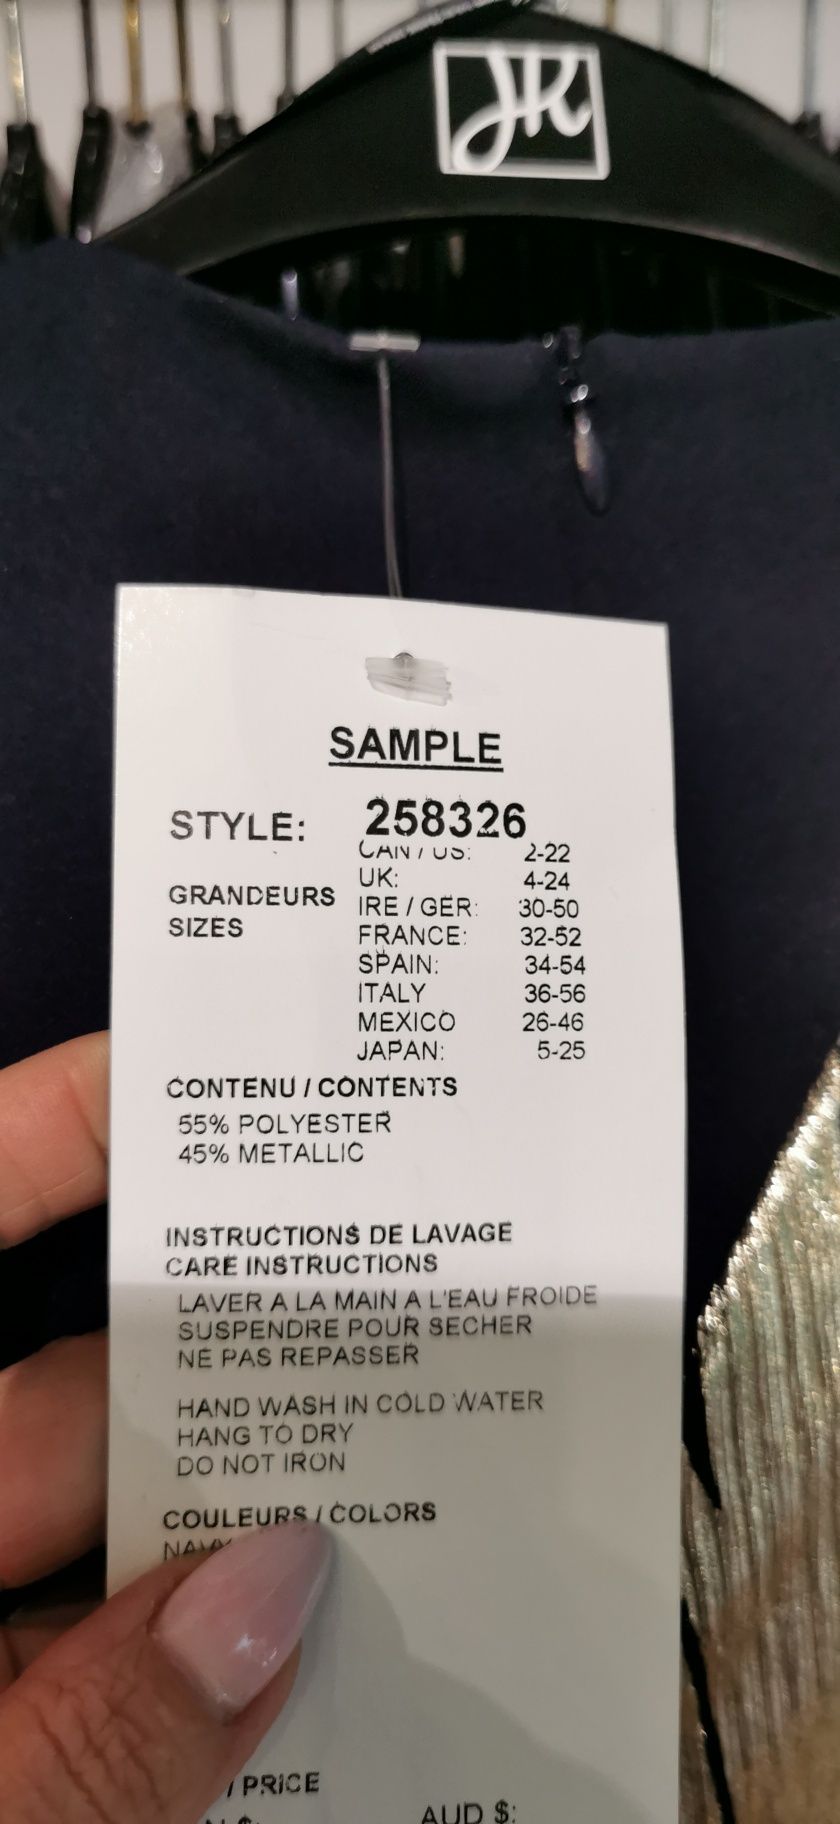 JK
SAMPLE
STYLE: 258326
CAN / US: 2-22
UK: 4-24
GRANDEURS
SIZES
IRE / GER: 30-50
FRANCE: 32-52
SPAIN: 34-54
ITALY 36-56
MEXICO 26-46
JAPAN: 5-25
CONTENU / CONTENTS
55% POLYESTER
45% METALLIC
INSTRUCTIONS DE LAVAGE
CARE INSTRUCTIONS
LAVER A LA MAIN A L'EAU FROIDE
SUSPENDRE POUR SECHER
NE PAS REPASSER
HAND WASH IN COLD WATER
HANG TO DRY
DO NOT IRON
COULEURS / COLORS
NAVY
/ PRICE
AUD $: